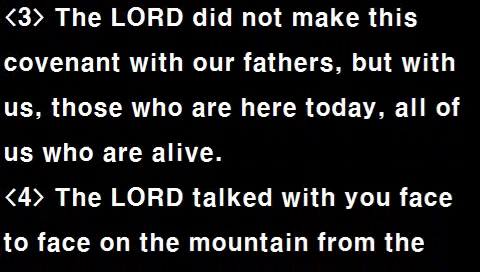 <3> The LORD did not make this
covenant with our fathers, but with
us, those who are here today, all of
us who are alive.
<4> The LORD talked with you face
to face on the mountain from the